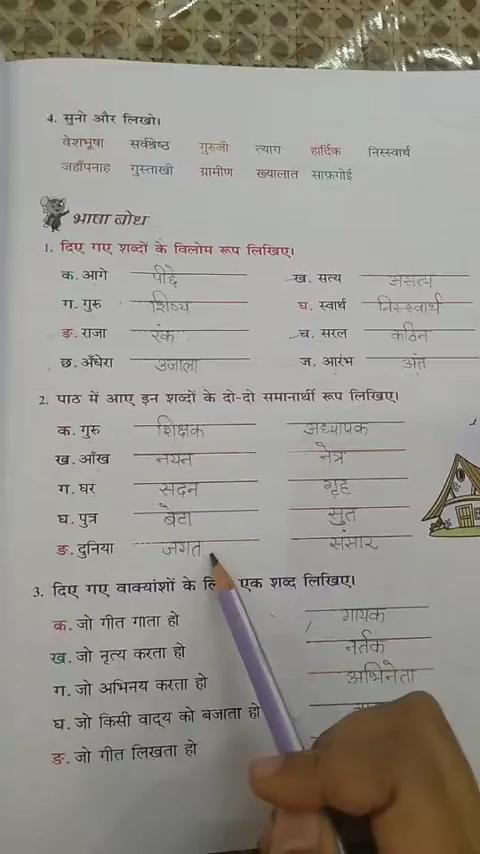 4. सुनो और लिखो।
वेशभूषा सर्वश्रेष्ठ गुरुजी त्याग हार्दिक निस्स्वार्थ
जहाँपनाह गुस्ताखी ग्रामीण ख्यालात साफ़गोई
भाषा बोध
1. दिए गए शब्दों के विलोम रूप लिखिए।
क. आगे पीछे ख. सत्य असत्य
ग. गुरु शिष्य घ. स्वार्थ निस्स्वार्थ
ङ. राजा रंक च. सरल कठिन
छ. अँधेरा उजाला ज. आरंभ अंत
2. पाठ में आए इन शब्दों के दो-दो समानार्थी रूप लिखिए।
क. गुरु शिक्षक अध्यापक
ख. आँख नयन नेत्र
ग. घर सदन गृह
घ. पुत्र बेटा सुत
ङ. दुनिया जगत संसार
3. दिए गए वाक्यांशों के एक शब्द लिखिए।
क. जो गीत गाता हो गायक
ख. जो नृत्य करता हो नर्तक
ग. जो अभिनय करता हो अभिनेता
घ. जो किसी वाद्य को बजाता हो
ङ. जो गीत लिखता हो